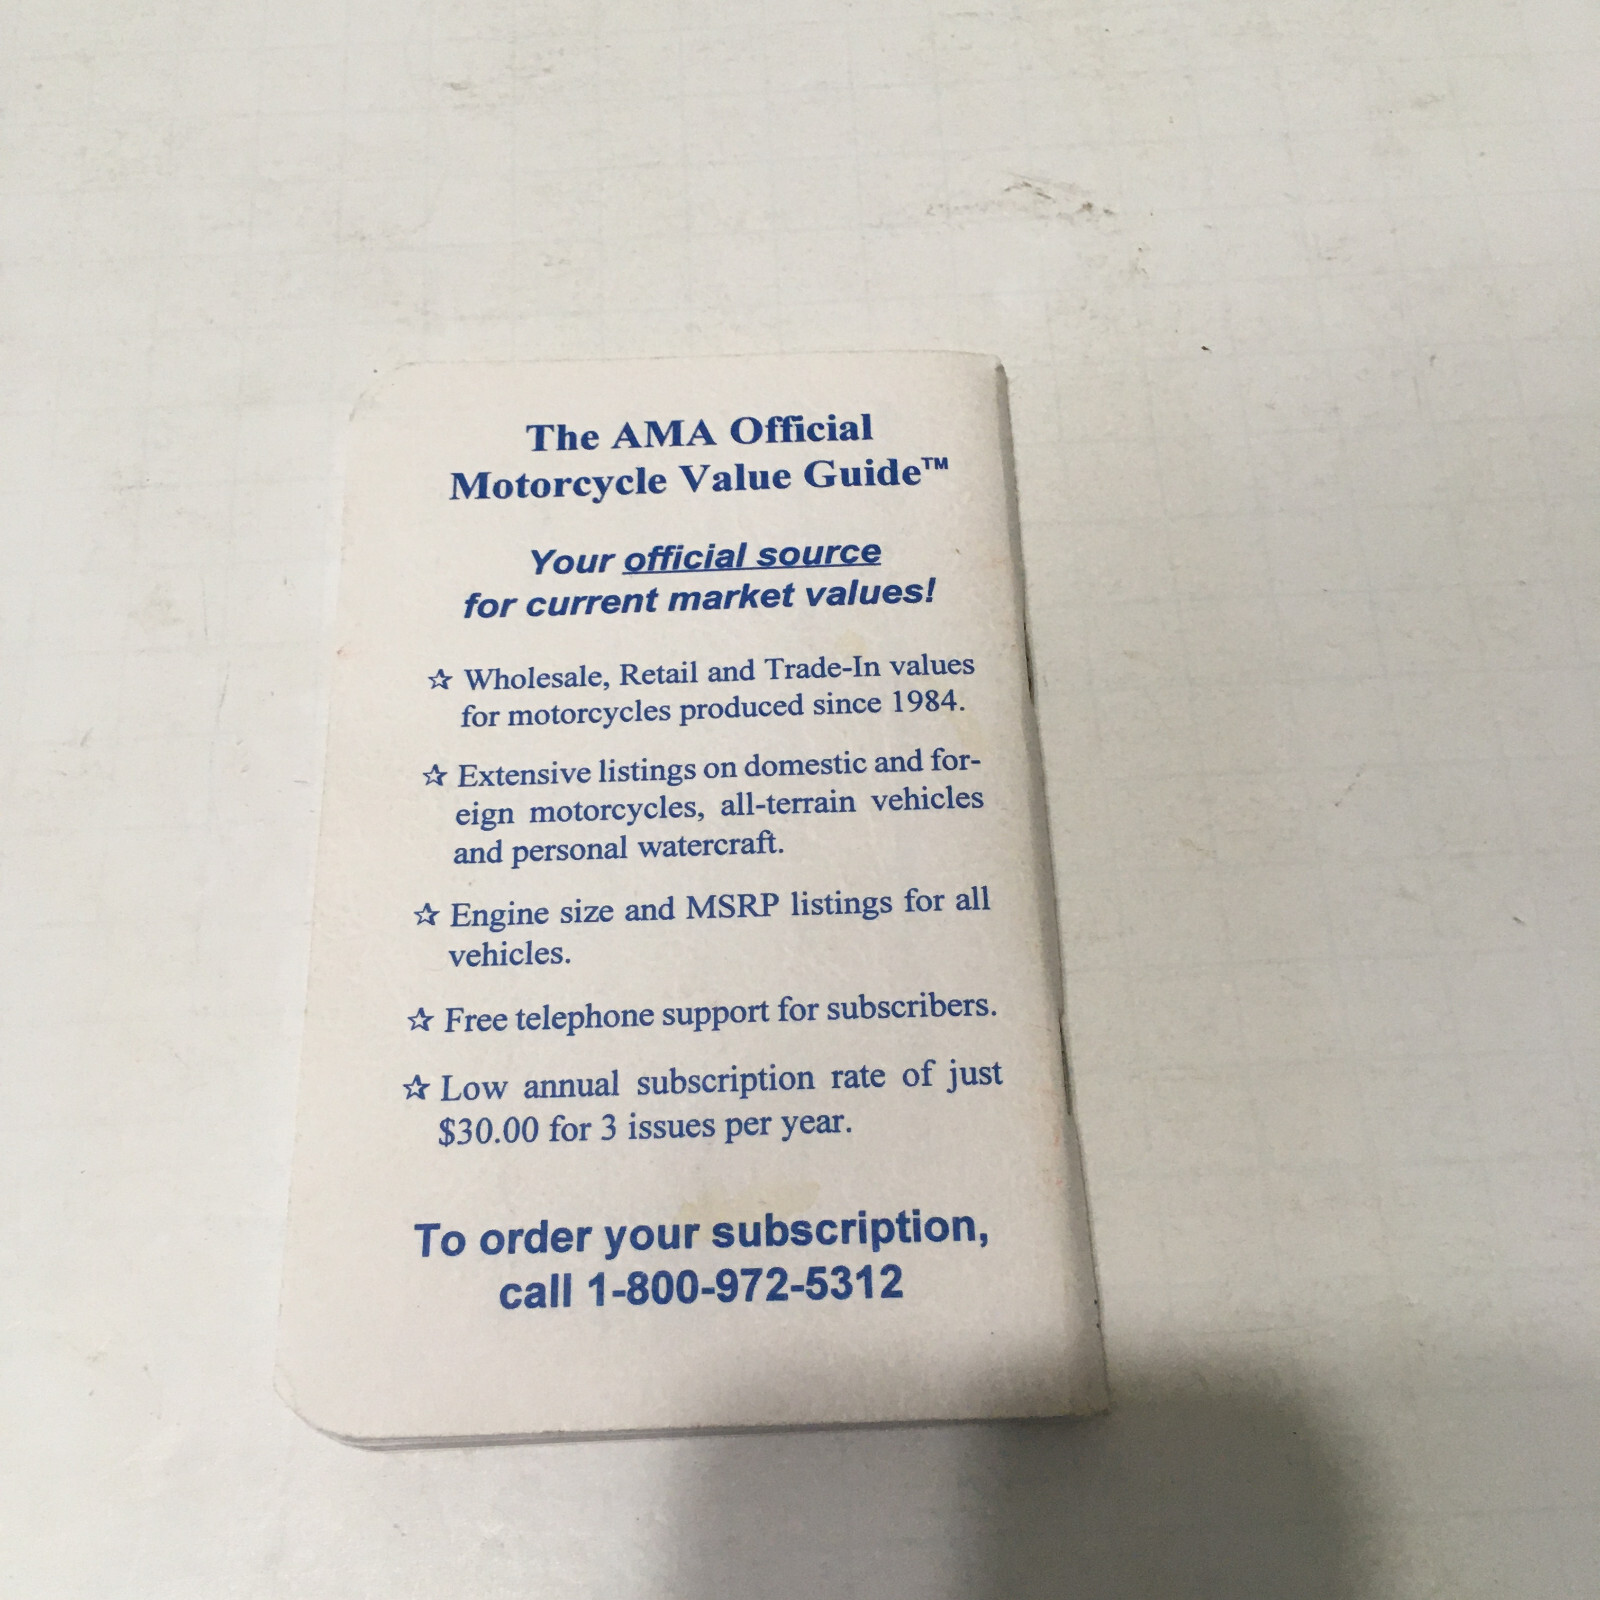 The AMA Official
Motorcycle Value Guide™
Your official source
for current market values!
☆ Wholesale, Retail and Trade-In values
for motorcycles produced since 1984.
☆ Extensive listings on domestic and for-
eign motorcycles, all-terrain vehicles
and personal watercraft.
☆ Engine size and MSRP listings for all
vehicles.
☆ Free telephone support for subscribers.
☆ Low annual subscription rate of just
$30.00 for 3 issues per year.
To order your subscription,
call 1-800-972-5312